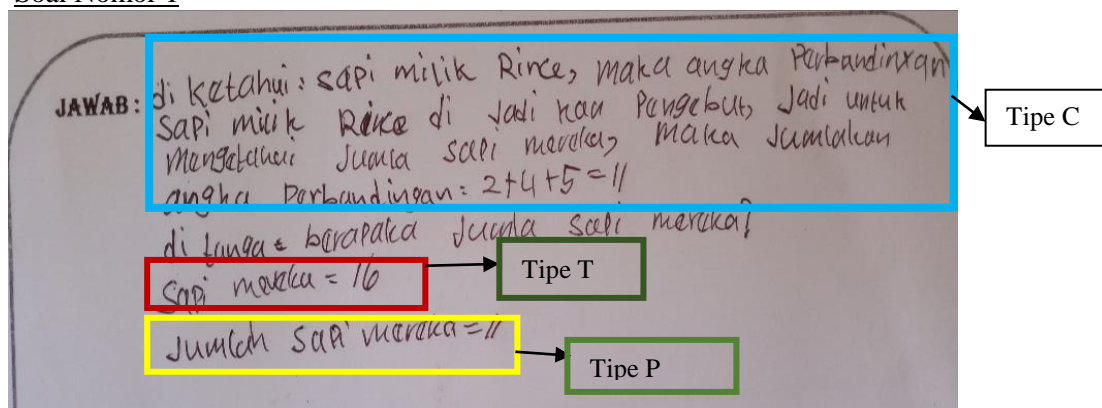 Soal Nomor 1
JAWAB: di Ketahui: sapi milik Rince, maka angka Perbandingan
sapi milik Rince di Jadi kan Pengebut, Jadi untuk
mengetahui Jumla sapi mereka, maka Jumlakan
angka Perbandingan: 2+4+5=11
di tanya = berapaka Jumla sapi mereka?
sapi mereka = 16
Jumlah sapi mereka = 11
Tipe C
Tipe T
Tipe P